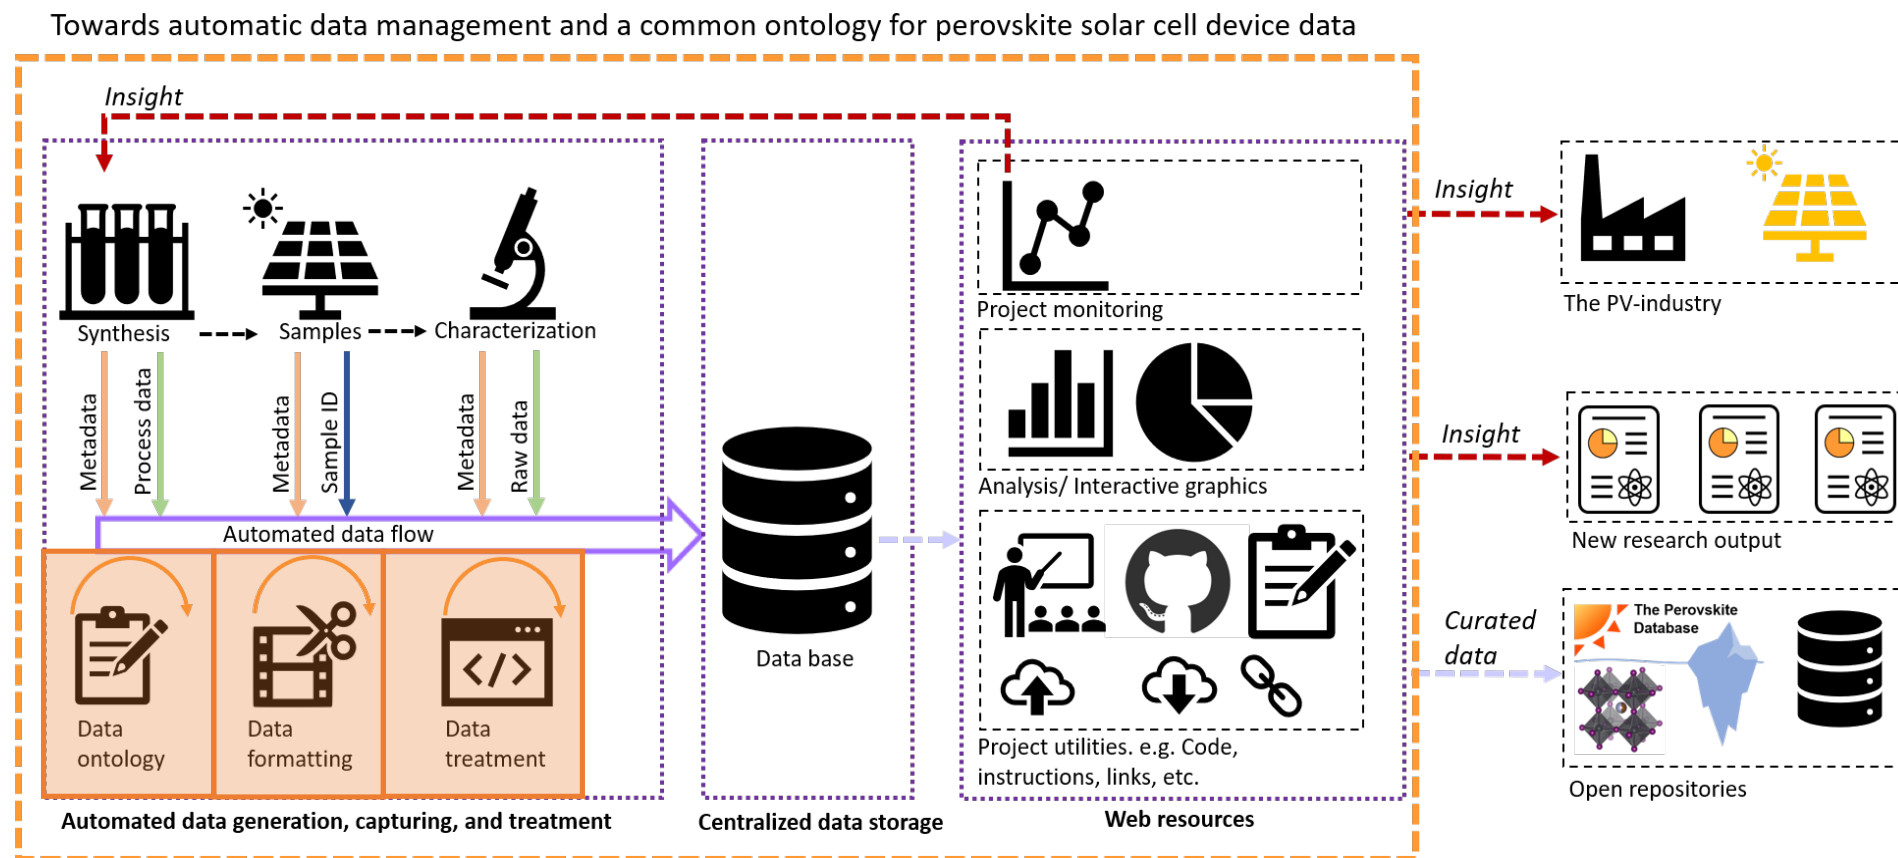 Towards automatic data management and a common ontology for perovskite solar cell device data
Insight
Synthesis
Samples
Characterization
Metadata
Process data
Metadata
Sample ID
Metadata
Raw data
Automated data flow
Data
ontology
Data
formatting
Data
treatment
Automated data generation, capturing, and treatment
Data base
Centralized data storage
Project monitoring
Analysis/ Interactive graphics
Project utilities. e.g. Code,
instructions, links, etc.
Web resources
Insight
The PV-industry
Insight
New research output
Curated
data
The Perovskite
Database
Open repositories